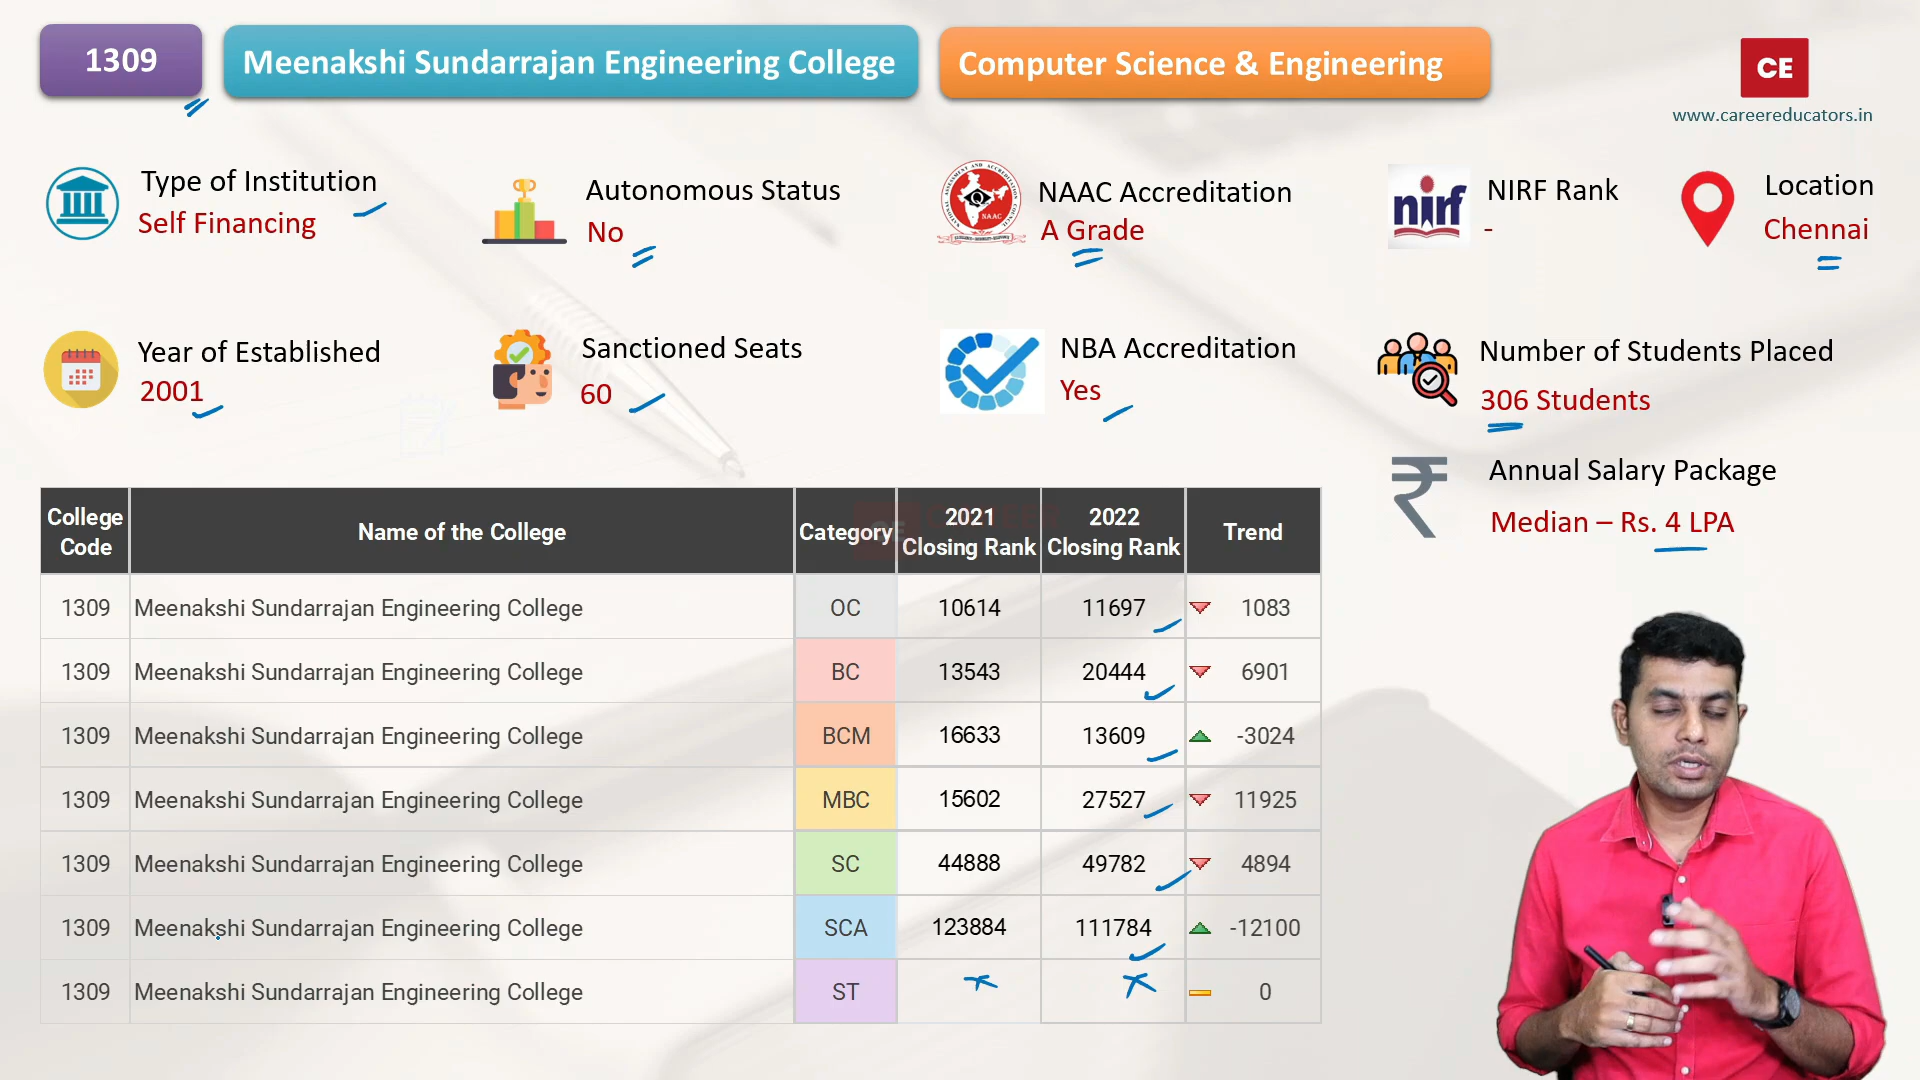 1309
Meenakshi Sundarrajan Engineering College
Computer Science & Engineering
CE
www.careereducators.in
Type of Institution
Self Financing
Autonomous Status
No
NAAC
NAAC Accreditation
A Grade
nirf
NIRF Rank
-
Location
Chennai
Year of Established
2001
Sanctioned Seats
60
NBA Accreditation
Yes
Number of Students Placed
306 Students
Annual Salary Package
Median – Rs. 4 LPA
College Code Name of the College Category 2021 Closing Rank 2022 Closing Rank Trend
1309 Meenakshi Sundarrajan Engineering College OC 10614 11697 1083
1309 Meenakshi Sundarrajan Engineering College BC 13543 20444 6901
1309 Meenakshi Sundarrajan Engineering College BCM 16633 13609 -3024
1309 Meenakshi Sundarrajan Engineering College MBC 15602 27527 11925
1309 Meenakshi Sundarrajan Engineering College SC 44888 49782 4894
1309 Meenakshi Sundarrajan Engineering College SCA 123884 111784 -12100
1309 Meenakshi Sundarrajan Engineering College ST 0